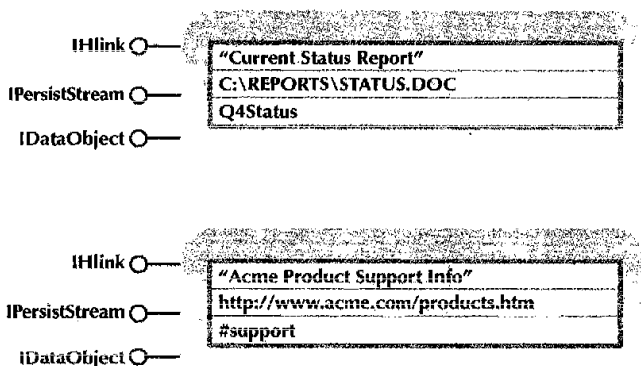 IHlink
"Current Status Report"
IPersistStream
C:\REPORTS\STATUS.DOC
IDataObject
Q4Status
IHlink
"Acme Product Support Info"
IPersistStream
http://www.acme.com/products.htm
IDataObject
#support